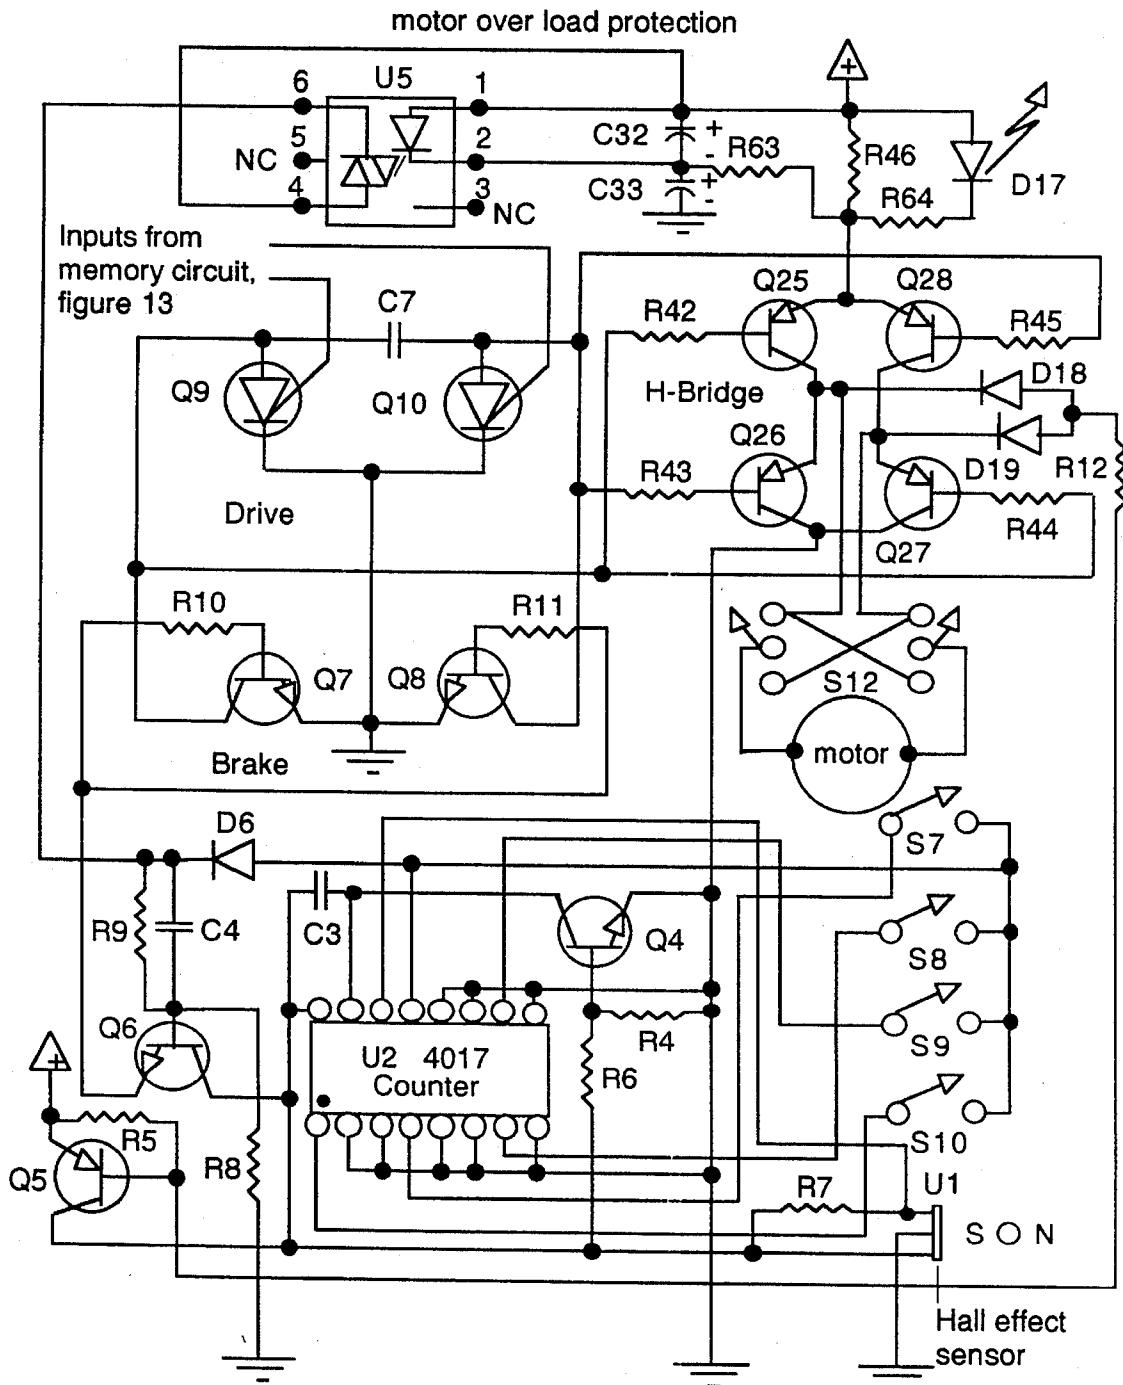 motor over load protection
6
U5
1
+
5
2
C32
+
R63
R46
NC
-
D17
4
3
C33
+
R64
NC
-
Inputs from
memory circuit,
figure 13
C7
Q25
Q28
R42
R45
Q9
Q10
H-Bridge
D18
Q26
R43
D19
R12
Drive
R44
Q27
R10
R11
Q7
Q8
S12
Brake
motor
D6
S7
R9
C4
C3
Q4
S8
Q6
U2 4017
Counter
R4
S9
+
R6
R5
S10
Q5
R8
R7
U1
S O N
Hall effect
sensor